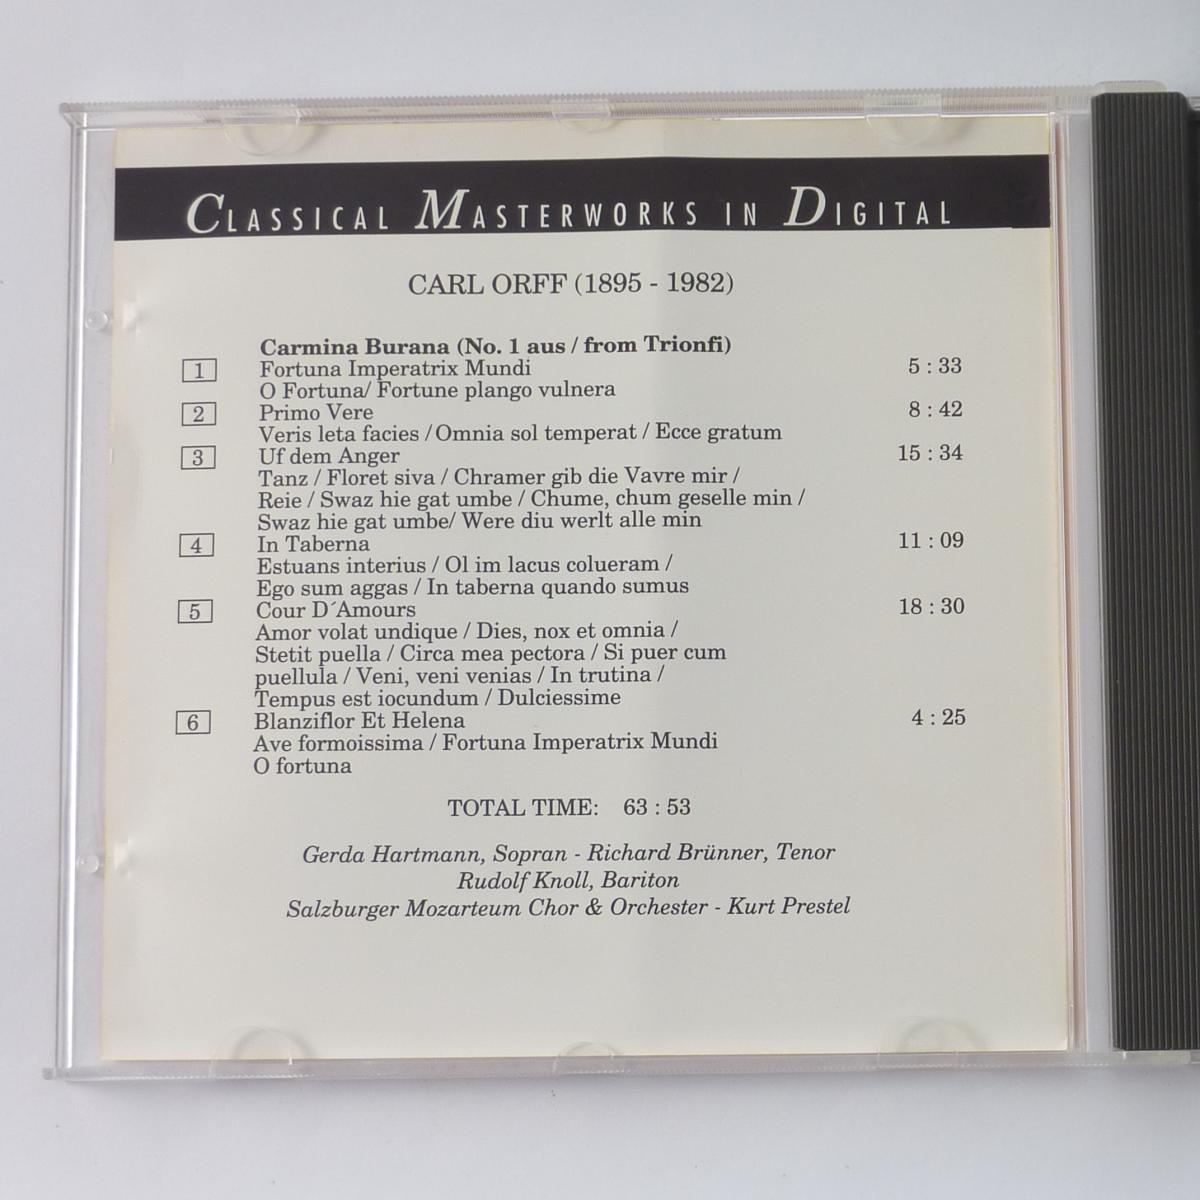 CLASSICAL MASTERWORKS IN DIGITAL
CARL ORFF (1895 - 1982)
Carmina Burana (No. 1 aus / from Trionfi)
1 Fortuna Imperatrix Mundi 5 : 33
O Fortuna/ Fortune plango vulnera
2 Primo Vere 8 : 42
Veris leta facies / Omnia sol temperat / Ecce gratum
3 Uf dem Anger 15 : 34
Tanz / Floret siva / Chramer gib die Vavre mir /
Reie / Swaz hie gat umbe / Chume, chum geselle min /
Swaz hie gat umbe/ Were diu werlt alle min
4 In Taberna 11 : 09
Estuans interius / Ol im lacus colueram /
Ego sum aggas / In taberna quando sumus
5 Cour D´Amours 18 : 30
Amor volat undique / Dies, nox et omnia /
Stetit puella / Circa mea pectora / Si puer cum
puellula / Veni, veni venias / In trutina /
Tempus est iocundum / Dulciessime
6 Blanziflor Et Helena 4 : 25
Ave formoissima / Fortuna Imperatrix Mundi
O fortuna
TOTAL TIME: 63 : 53
Gerda Hartmann, Sopran - Richard Brünner, Tenor
Rudolf Knoll, Bariton
Salzburger Mozarteum Chor & Orchester - Kurt Prestel